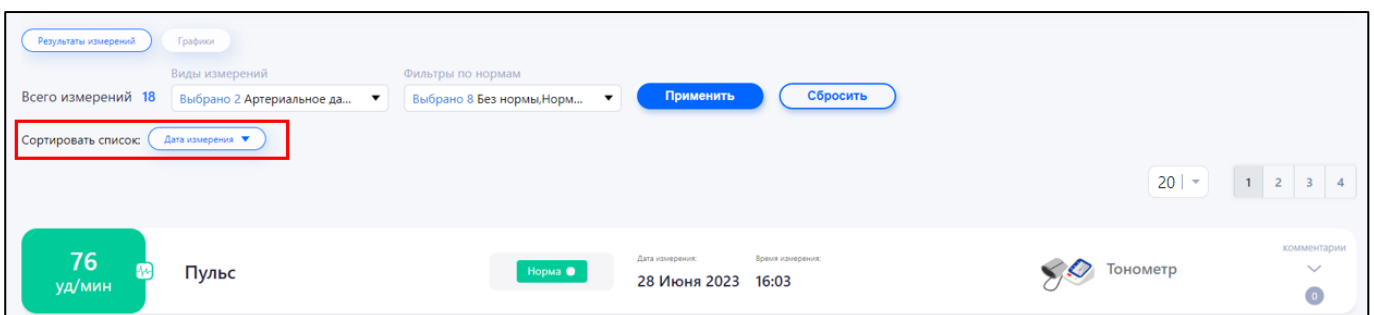 Результаты измерений Графики
Виды измерений Фильтры по нормам
Всего измерений 18 Выбрано 2 Артериальное да... Выбрано 8 Без нормы,Норм... Применить Сбросить
Сортировать список: Дата измерения
20 1 2 3 4
комментарии
Дата измерения: Время измерения:
76 уд/мин Пульс Норма 28 Июня 2023 16:03 Тонометр
0